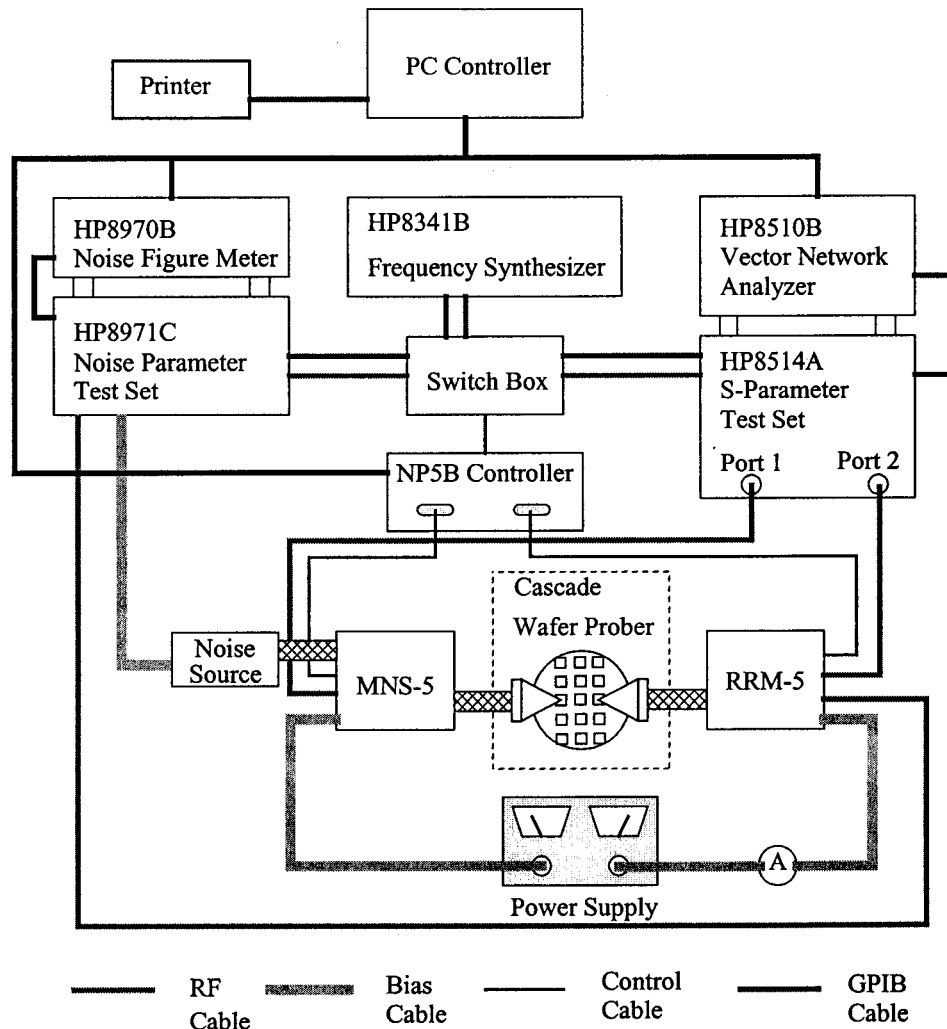 PC Controller
Printer
HP8970B
Noise Figure Meter
HP8341B
Frequency Synthesizer
HP8510B
Vector Network
Analyzer
HP8971C
Noise Parameter
Test Set
Switch Box
HP8514A
S-Parameter
Test Set
Port 1
Port 2
NP5B Controller
Cascade
Wafer Prober
Noise
Source
MNS-5
RRM-5
A
Power Supply
RF
Cable
Bias
Cable
Control
Cable
GPIB
Cable